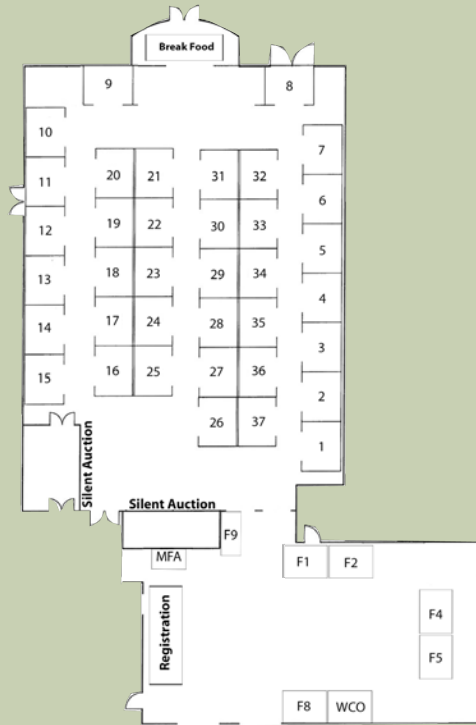 Break Food
9
8
10
7
20 21
31 32
11
6
12
19 22
30 33
5
13
18 23
29 34
4
14
17 24
28 35
3
15
16 25
27 36
2
26 37
1
Silent Auction
Silent Auction
F9
MFA
F1 F2
Registration
F4
F5
F8 WCO